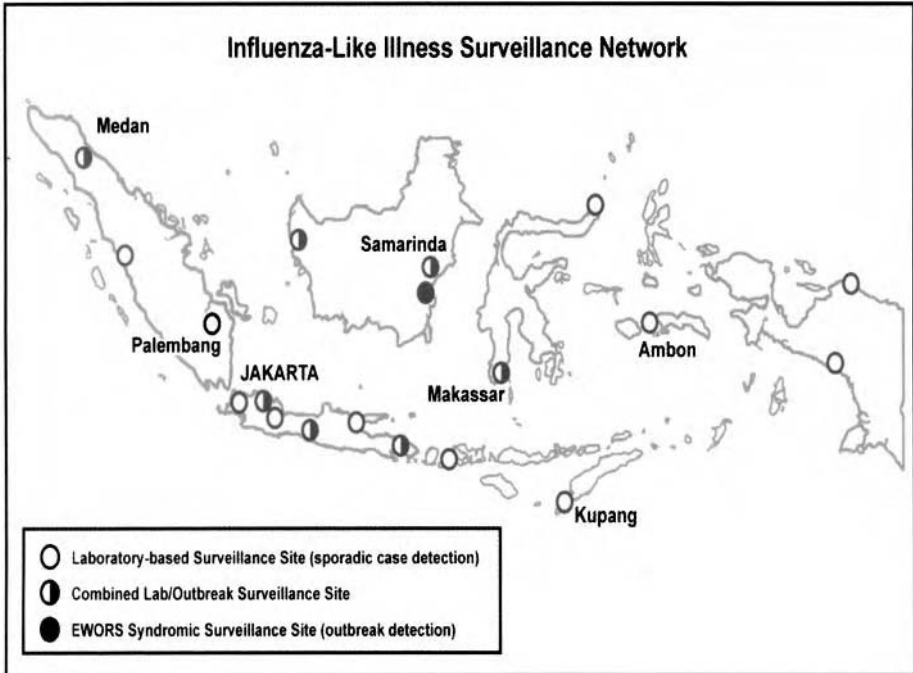 Influenza-Like Illness Surveillance Network
Medan
Samarinda
Palembang
Ambon
JAKARTA
Makassar
Kupang
Laboratory-based Surveillance Site (sporadic case detection)
Combined Lab/Outbreak Surveillance Site
EWORS Syndromic Surveillance Site (outbreak detection)